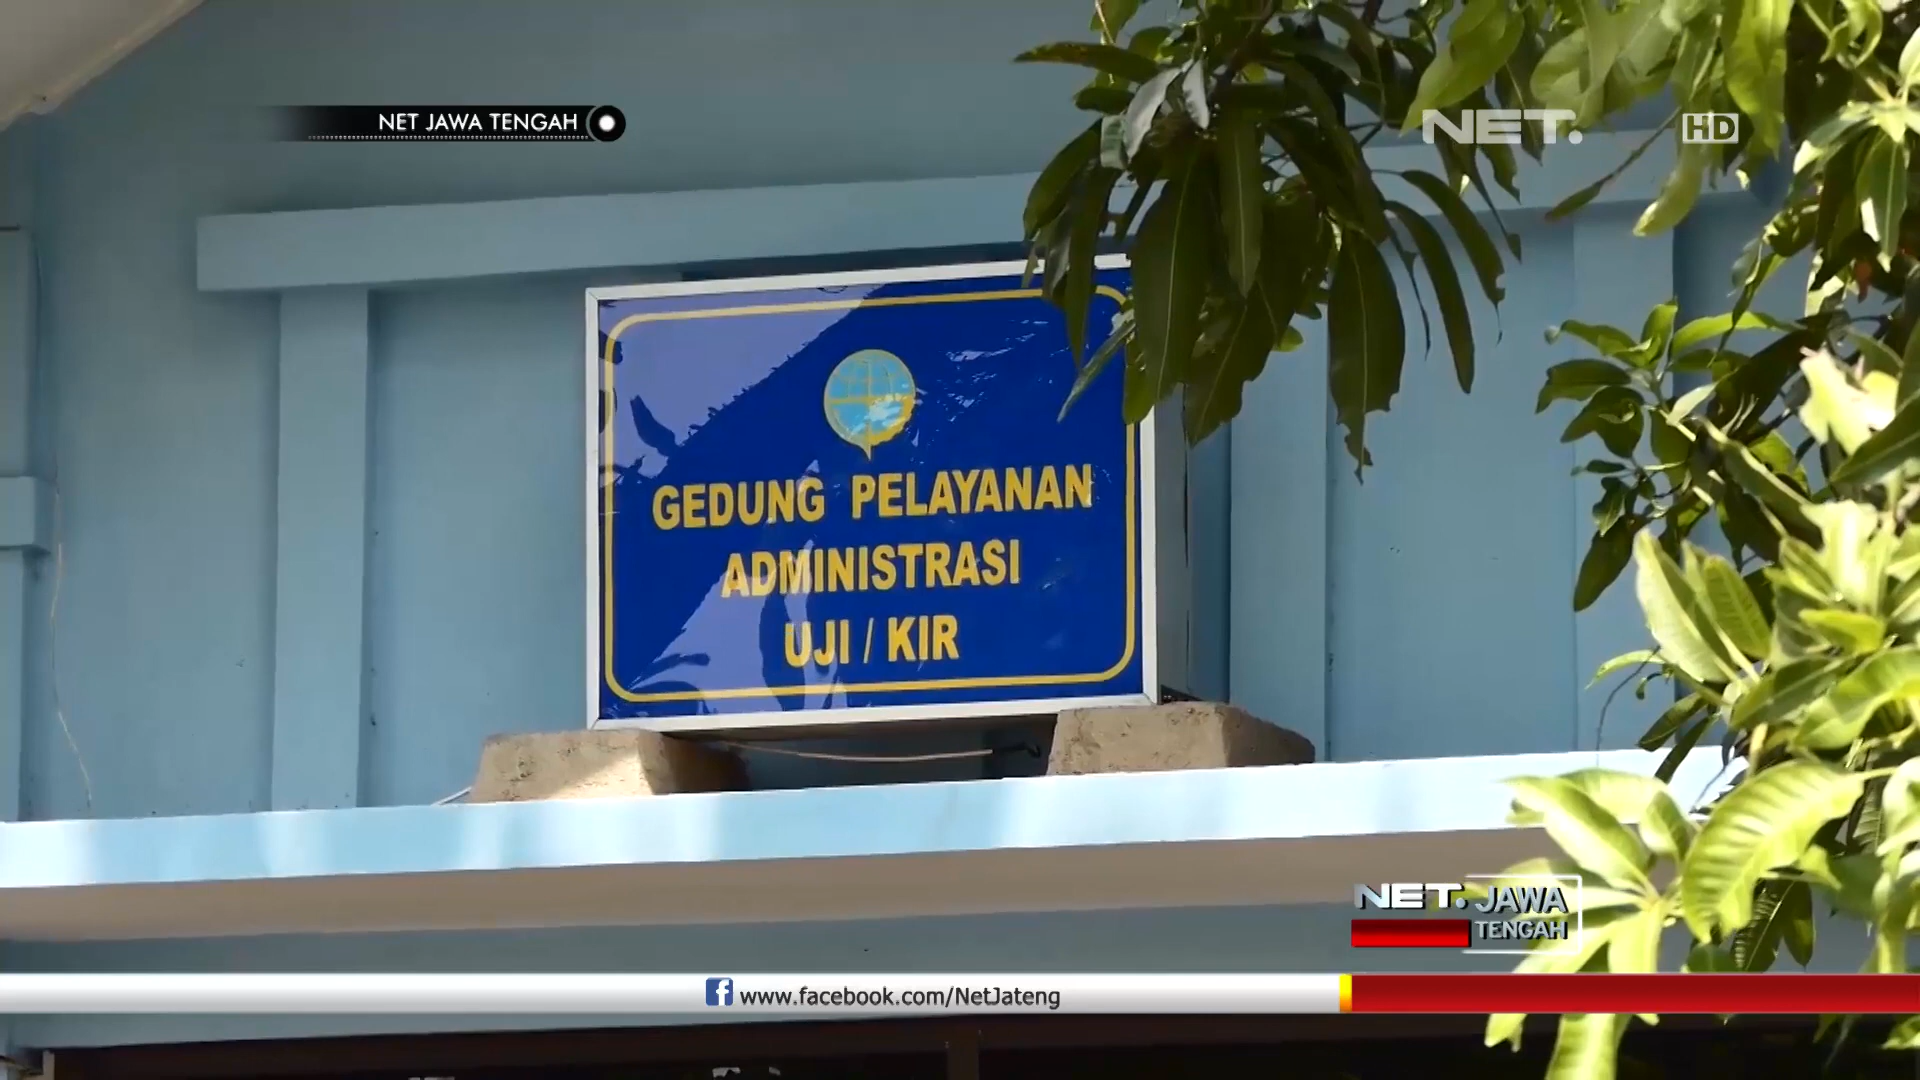 NET JAWA TENGAH
NET. HD
GEDUNG PELAYANAN
ADMINISTRASI
UJI / KIR
NET. JAWA
TENGAH
www.facebook.com/NetJateng